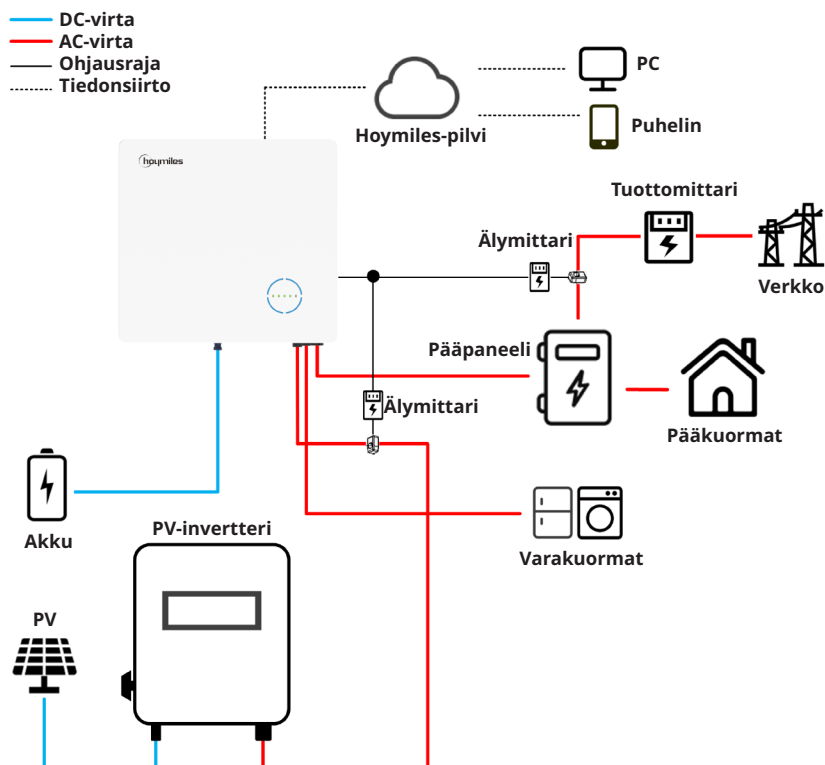 DC-virta
AC-virta
Ohjausraja
Tiedonsiirto
PC
Hoymiles-pilvi
Puhelin
hoymiles
Tuottomittari
Älymittari
Verkko
Pääpaneeli
Älymittari
Pääkuormat
Akku
PV-invertteri
Varakuormat
PV